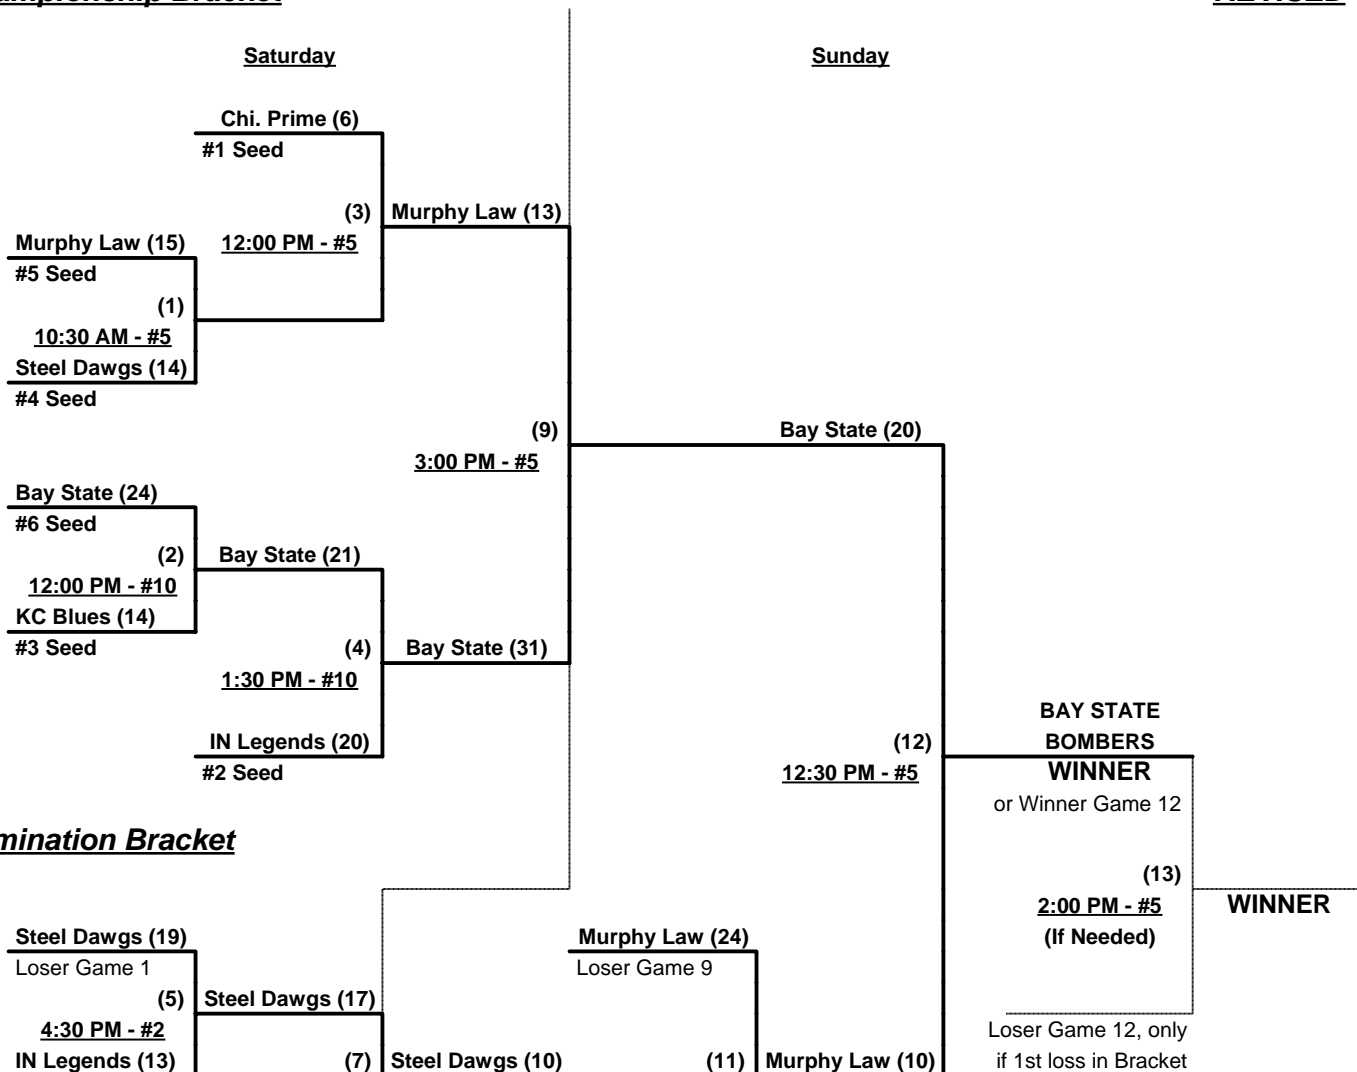 Saturday
Sunday
Chi. Prime (6)
#1 Seed
(3)
Murphy Law (13)
12:00 PM - #5
Murphy Law (15)
#5 Seed
(1)
10:30 AM - #5
Steel Dawgs (14)
#4 Seed
(9)
Bay State (20)
3:00 PM - #5
Bay State (24)
#6 Seed
(2)
Bay State (21)
12:00 PM - #10
KC Blues (14)
#3 Seed
(4)
Bay State (31)
1:30 PM - #10
IN Legends (20)
#2 Seed
BAY STATE
BOMBERS
(12)
12:30 PM - #5
WINNER
or Winner Game 12
mination Bracket
(13)
2:00 PM - #5
(If Needed)
WINNER
Steel Dawgs (19)
Loser Game 1
(5)
Steel Dawgs (17)
4:30 PM - #2
IN Legends (13)
(7)
Steel Dawgs (10)
Murphy Law (24)
Loser Game 9
(11)
Murphy Law (10)
Loser Game 12, only
if 1st loss in Bracket